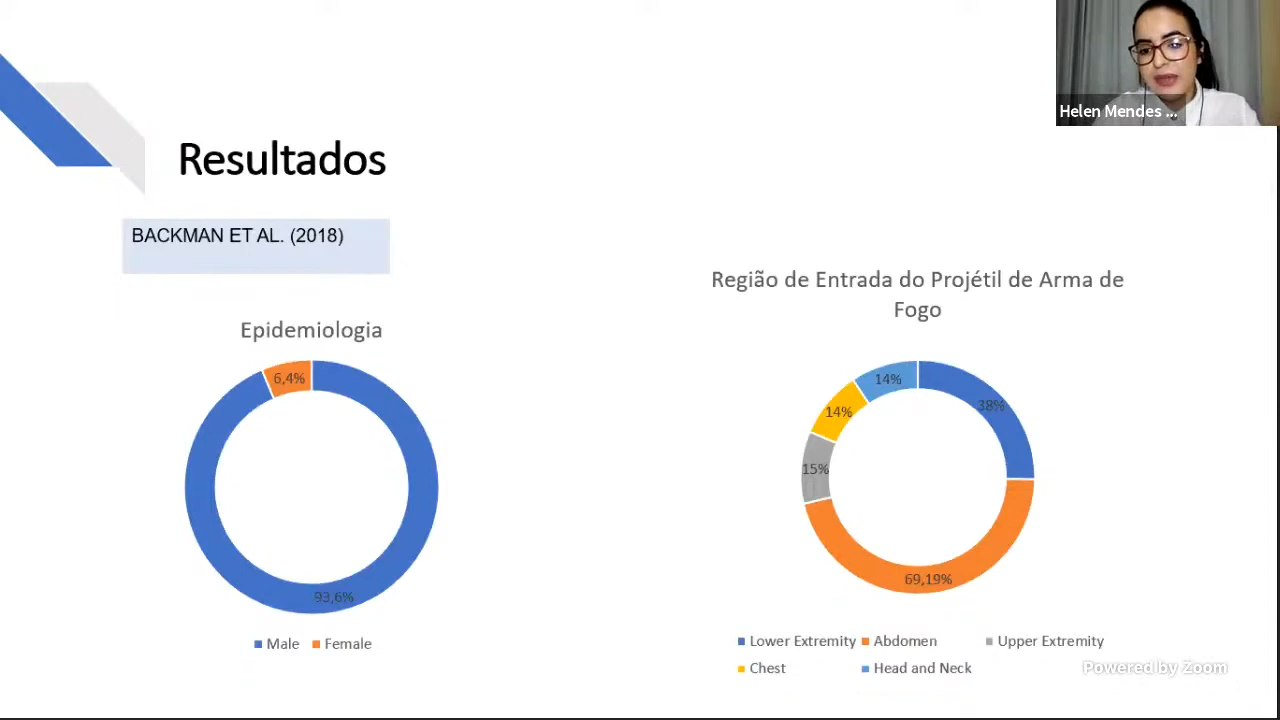 Helen Mendes ...
Resultados
BACKMAN ET AL. (2018)
Região de Entrada do Projétil de Arma de
Fogo
Epidemiologia
6,4%
93,6%
Male Female
14%
38%
14%
15%
69,19%
Lower Extremity Abdomen Upper Extremity
Chest Head and Neck
Powered by Zoom